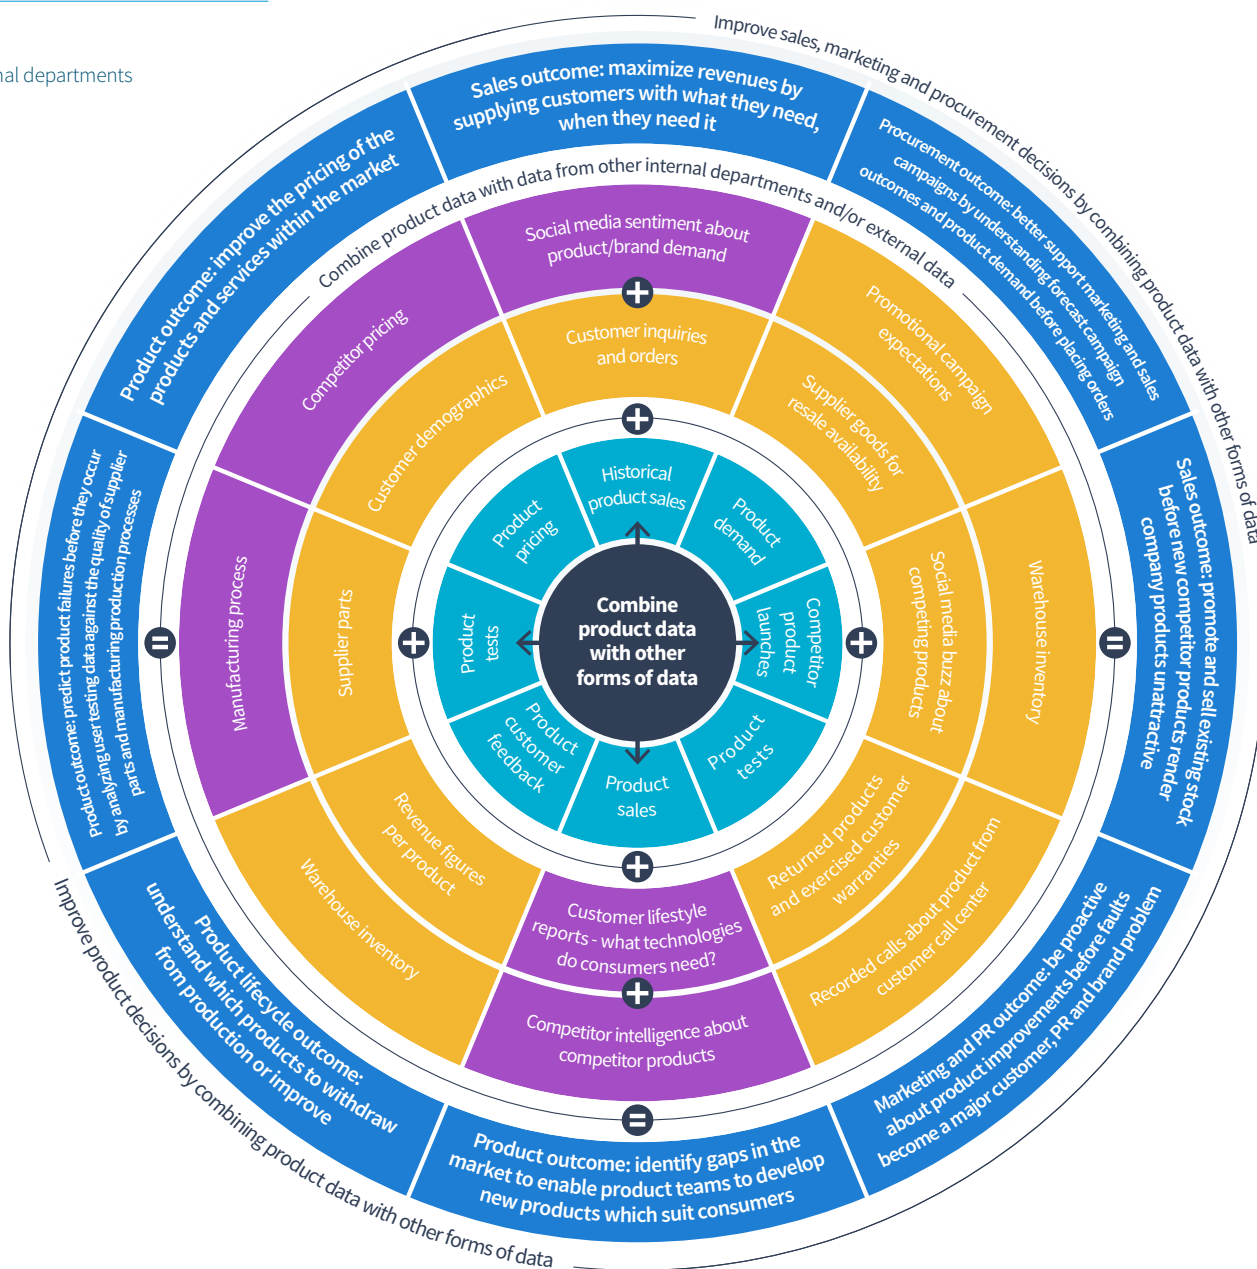 nal departments
Improve sales, marketing and procurement decisions by combining product data with other forms of data
Sales outcome: maximize revenues by
supplying customers with what they need,
when they need it
Procurement outcome: better support marketing and sales
campaigns by understanding forecast campaign
outcomes and product demand before placing orders
Sales outcome: promote and sell existing stock
before new competitor products render
company products unattractive
Marketing and PR outcome: be proactive
about product improvements before faults
become a major customer, PR and brand problem
Product outcome: identify gaps in the
market to enable product teams to develop
new products which suit consumers
Product lifecycle outcome:
understand which products to withdraw
from production or improve
Product outcome: predict product failures before they occur
by analyzing user testing data against the quality of supplier
parts and manufacturing production processes
Product outcome: improve the pricing of the
products and services within the market
Combine product data with data from other internal departments and/or external data
Social media sentiment about
product/brand demand
Promotional campaign
expectations
Warehouse inventory
Recorded calls about product from
customer call center
Competitor intelligence about
competitor products
Warehouse inventory
Manufacturing process
Competitor pricing
Customer inquiries
and orders
Supplier goods for
resale availability
Social media buzz about
competing products
Returned products
and exercised customer
warranties
Customer lifestyle
reports - what technologies
do consumers need?
Revenue figures
per product
Supplier parts
Customer demographics
Historical
product sales
Product
demand
Competitor
product
launches
Product
tests
Product
sales
Product
customer
feedback
Product
tests
Product
pricing
Combine
product data
with other
forms of data
Improve product decisions by combining product data with other forms of data